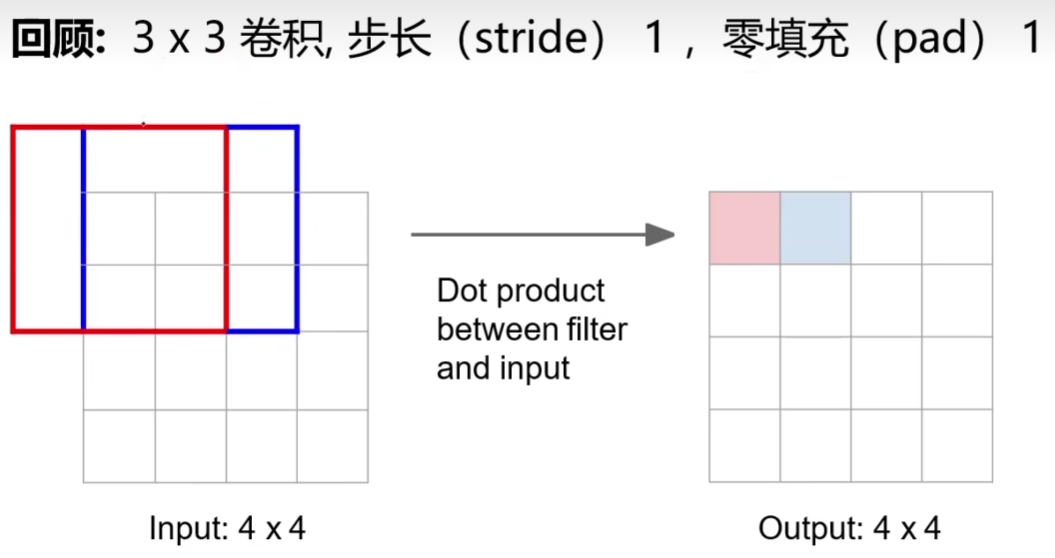 回顾: 3 x 3 卷积, 步长（stride） 1 ，零填充（pad） 1
Dot product
between filter
and input
Input: 4 x 4
Output: 4 x 4